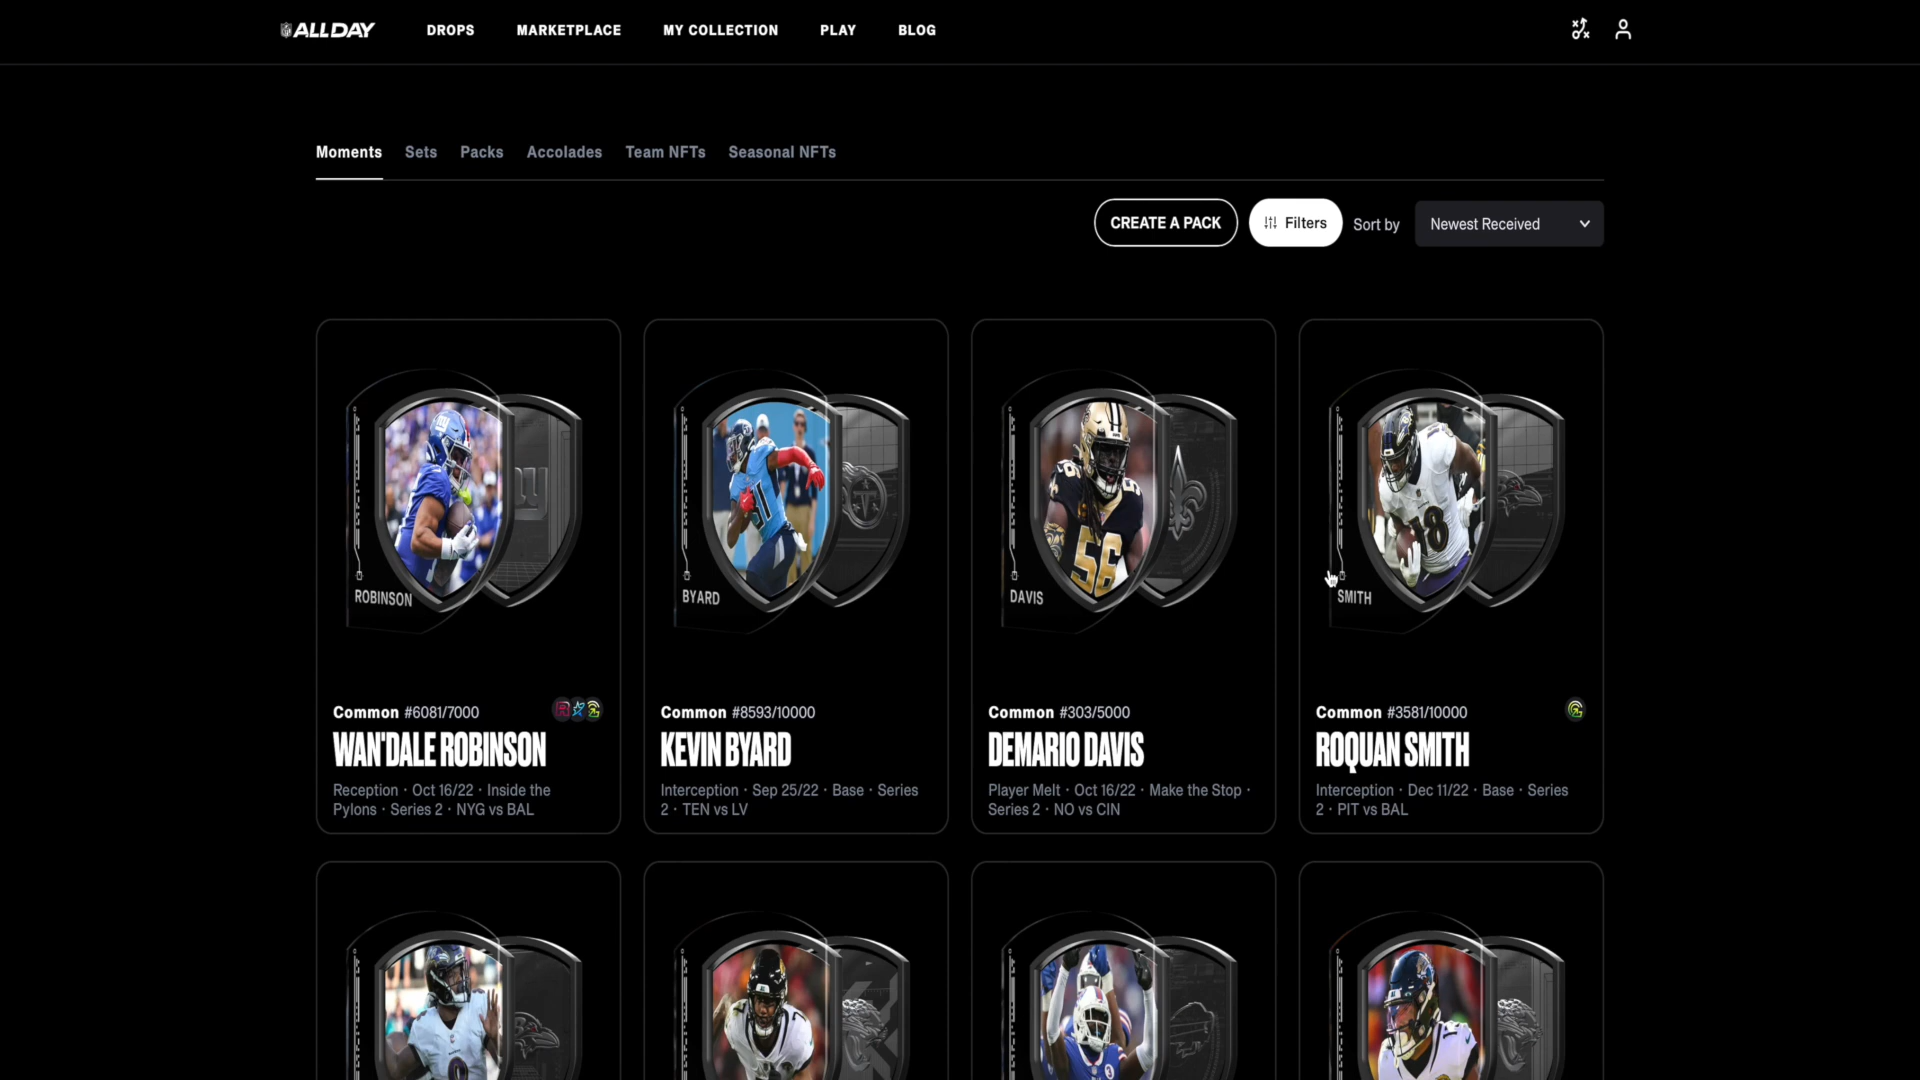 ALL DAY
DROPS
MARKETPLACE
MY COLLECTION
PLAY
BLOG
Moments
Sets
Packs
Accolades
Team NFTs
Seasonal NFTs
CREATE A PACK
Filters
Sort by
Newest Received
ROBINSON
Common #6081/7000
WAN'DALE ROBINSON
Reception · Oct 16/22 · Inside the
Pylons · Series 2 · NYG vs BAL
BYARD
Common #8593/10000
KEVIN BYARD
Interception · Sep 25/22 · Base · Series
2 · TEN vs LV
56
DAVIS
Common #303/5000
DEMARIO DAVIS
Player Melt · Oct 16/22 · Make the Stop ·
Series 2 · NO vs CIN
SMITH
Common #3581/10000
ROQUAN SMITH
Interception · Dec 11/22 · Base · Series
2 · PIT vs BAL